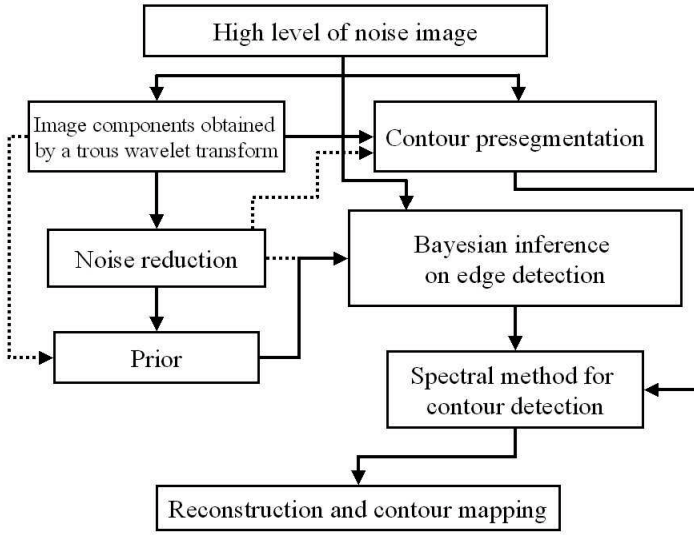 High level of noise image
Image components obtained
by a trous wavelet transform
Contour presegmentation
Noise reduction
Bayesian inference
on edge detection
Prior
Spectral method for
contour detection
Reconstruction and contour mapping